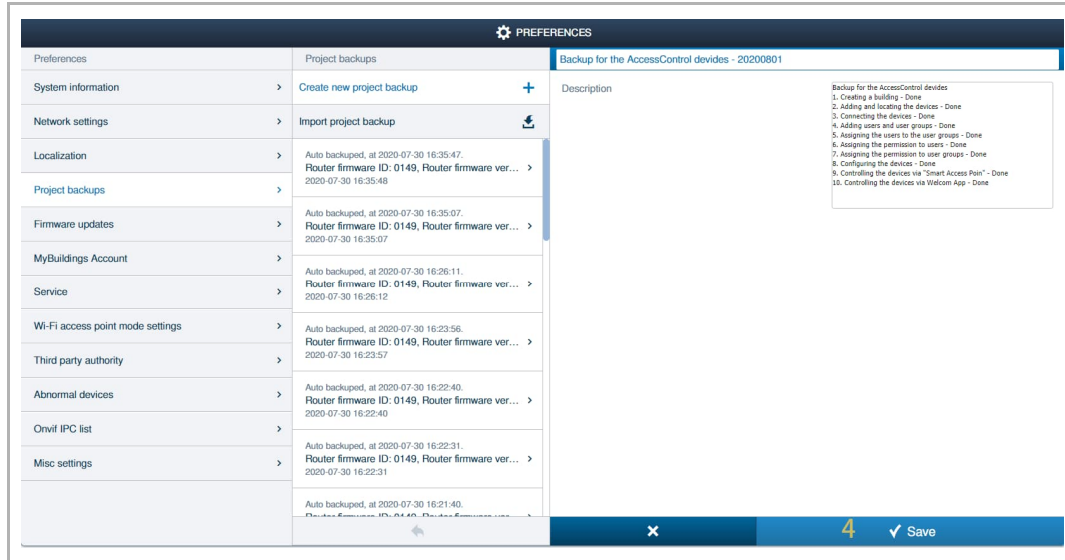 PREFERENCES
Preferences
System information
Network settings
Localization
Project backups
Firmware updates
MyBuildings Account
Service
Wi-Fi access point mode settings
Third party authority
Abnormal devices
Onvif IPC list
Misc settings
Project backups
Create new project backup
Import project backup
Auto backuped, at 2020-07-30 16:35:47.
Router firmware ID: 0149, Router firmware ver...
2020-07-30 16:35:48
Auto backuped, at 2020-07-30 16:35:07.
Router firmware ID: 0149, Router firmware ver...
2020-07-30 16:35:07
Auto backuped, at 2020-07-30 16:26:11.
Router firmware ID: 0149, Router firmware ver...
2020-07-30 16:26:12
Auto backuped, at 2020-07-30 16:23:56.
Router firmware ID: 0149, Router firmware ver...
2020-07-30 16:23:57
Auto backuped, at 2020-07-30 16:22:40.
Router firmware ID: 0149, Router firmware ver...
2020-07-30 16:22:40
Auto backuped, at 2020-07-30 16:22:31.
Router firmware ID: 0149, Router firmware ver...
2020-07-30 16:22:31
Auto backuped, at 2020-07-30 16:21:40.
Router firmware ID: 0149, Router firmware ver...
Backup for the AccessControl devides - 20200801
Description
Backup for the AccessControl devides
1. Creating a building - Done
2. Adding and locating the devices - Done
3. Connecting the devices - Done
4. Adding users and user groups - Done
5. Assigning the users to the user groups - Done
6. Assigning the permission to users - Done
7. Assigning the permission to user groups - Done
8. Configuring the devices - Done
9. Controlling the devices via "Smart Access Poin" - Done
10. Controlling the devices via Welcom App - Done
4 Save